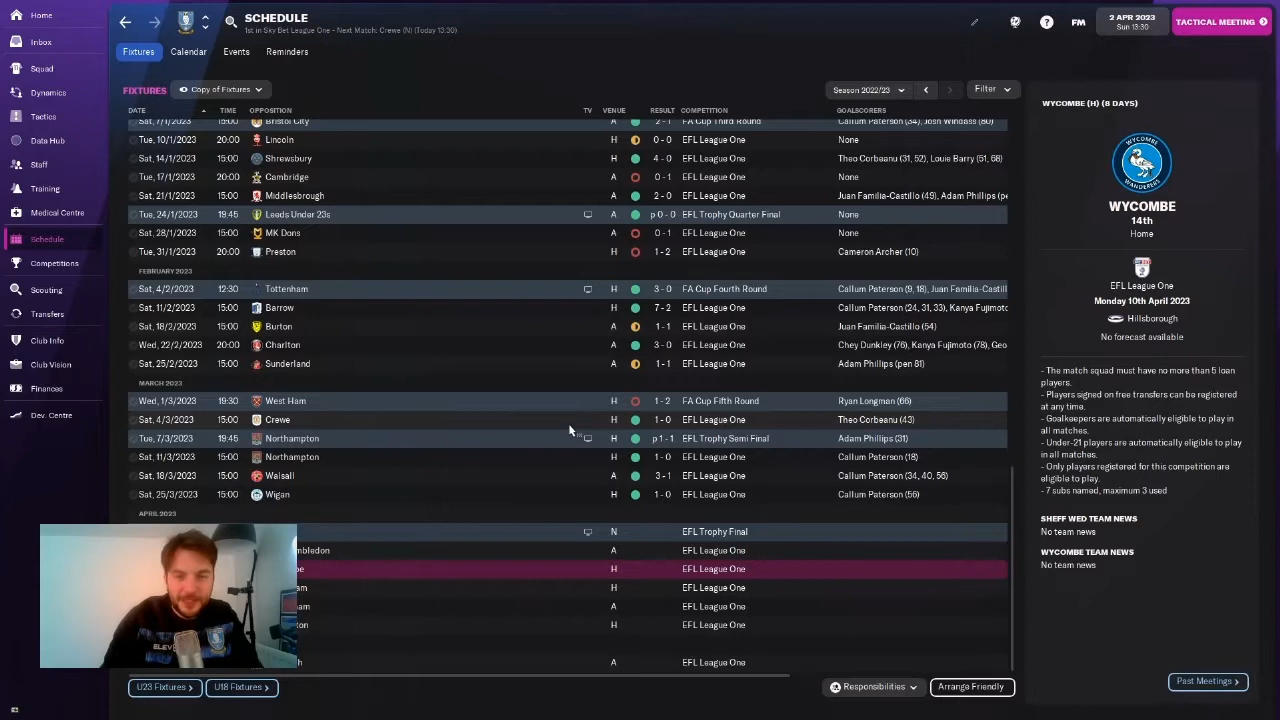 Home
SCHEDULE
1st in Sky Bet League One - Next Match: Crewe (N) (Today 13:30)
FM
2 APR 2023
Sun 13:30
TACTICAL MEETING
Inbox
Squad
Dynamics
Tactics
Data Hub
Staff
Training
Medical Centre
Schedule
Competitions
Scouting
Transfers
Club Info
Club Vision
Finances
Dev. Centre
Fixtures Calendar Events Reminders
FIXTURES Copy of Fixtures Season 2022/23 Filter
DATE TIME OPPOSITION TV VENUE RESULT COMPETITION GOALSCORERS
Sat, 7/1/2023 15:00 Bristol City A 2 - 1 FA Cup Third Round Callum Paterson (34), Josh Windass (80)
Tue, 10/1/2023 20:00 Lincoln H 0 - 0 EFL League One None
Sat, 14/1/2023 15:00 Shrewsbury H 4 - 0 EFL League One Theo Corbeanu (31, 52), Louie Barry (51, 68)
Tue, 17/1/2023 20:00 Cambridge A 0 - 1 EFL League One None
Sat, 21/1/2023 15:00 Middlesbrough A 2 - 0 EFL League One Juan Familia-Castillo (49), Adam Phillips (pe
Tue, 24/1/2023 19:45 Leeds Under 23s A p 0 - 0 EFL Trophy Quarter Final None
Sat, 28/1/2023 15:00 MK Dons A 0 - 1 EFL League One None
Tue, 31/1/2023 20:00 Preston H 1 - 2 EFL League One Cameron Archer (10)
FEBRUARY 2023
Sat, 4/2/2023 12:30 Tottenham H 3 - 0 FA Cup Fourth Round Callum Paterson (9, 18), Juan Familia-Castill
Sat, 11/2/2023 15:00 Barrow H 7 - 2 EFL League One Callum Paterson (24, 31, 33), Kanya Fujimoto
Sat, 18/2/2023 15:00 Burton A 1 - 1 EFL League One Juan Familia-Castillo (54)
Wed, 22/2/2023 20:00 Charlton A 3 - 0 EFL League One Chey Dunkley (76), Kanya Fujimoto (78), Geo
Sat, 25/2/2023 15:00 Sunderland A 1 - 1 EFL League One Adam Phillips (pen 81)
MARCH 2023
Wed, 1/3/2023 19:30 West Ham H 1 - 2 FA Cup Fifth Round Ryan Longman (66)
Sat, 4/3/2023 15:00 Crewe H 1 - 0 EFL League One Theo Corbeanu (43)
Tue, 7/3/2023 19:45 Northampton H p 1 - 1 EFL Trophy Semi Final Adam Phillips (31)
Sat, 11/3/2023 15:00 Northampton H 1 - 0 EFL League One Callum Paterson (18)
Sat, 18/3/2023 15:00 Walsall A 3 - 1 EFL League One Callum Paterson (34, 40, 56)
Sat, 25/3/2023 15:00 Wigan H 1 - 0 EFL League One Callum Paterson (56)
APRIL 2023
N EFL Trophy Final
mbledon A EFL League One
be H EFL League One
am H EFL League One
ham A EFL League One
ton H EFL League One
h A EFL League One
U23 Fixtures U18 Fixtures Responsibilities Arrange Friendly
WYCOMBE (H) (8 DAYS)
WYCOMBE
WANDERERS
WYCOMBE
14th
Home
EFL League One
Monday 10th April 2023
Hillsborough
No forecast available
- The match squad must have no more than 5 loan
players.
- Players signed on free transfers can be registered
at any time.
- Goalkeepers are automatically eligible to play in
all matches.
- Under-21 players are automatically eligible to play
in all matches.
- Only players registered for this competition are
eligible to play.
- 7 subs named, maximum 3 used
SHEFF WED TEAM NEWS
No team news
WYCOMBE TEAM NEWS
No team news
Past Meetings
ELEV